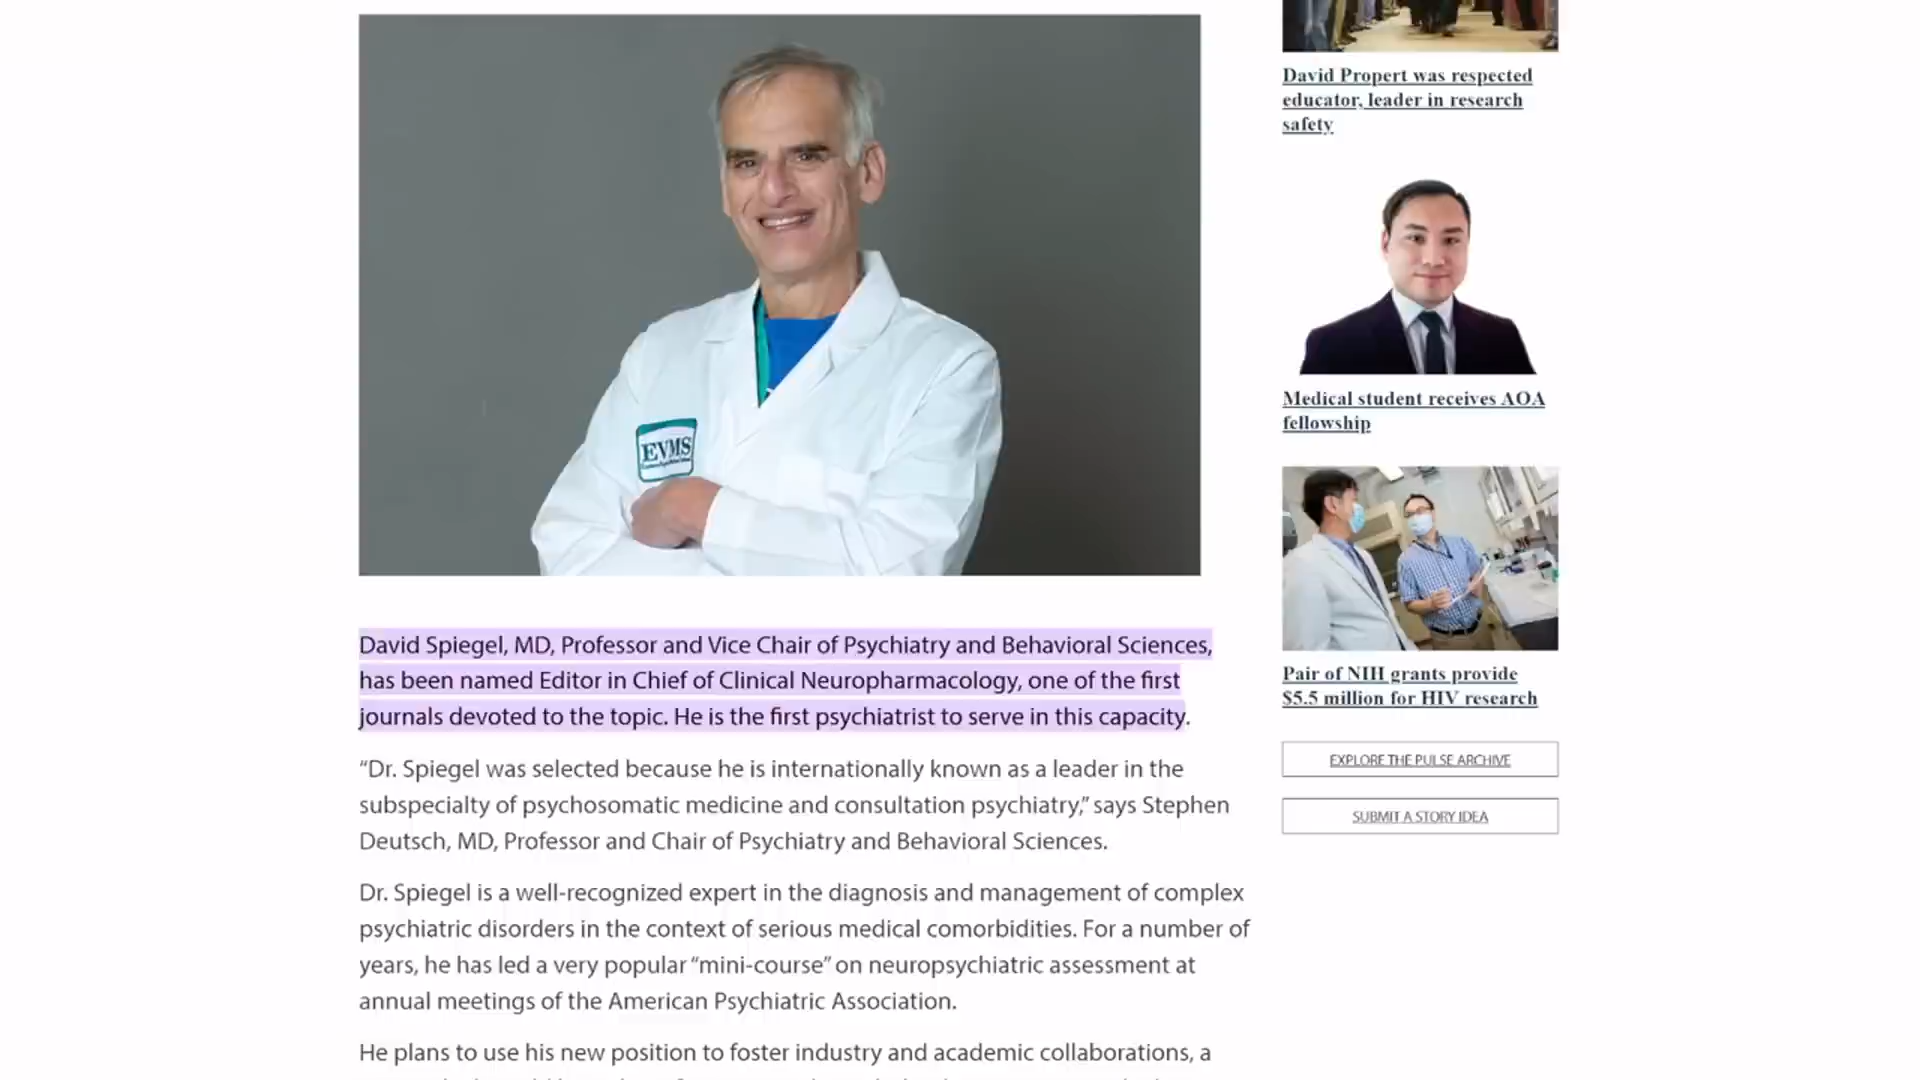 EVMS
David Spiegel, MD, Professor and Vice Chair of Psychiatry and Behavioral Sciences,
has been named Editor in Chief of Clinical Neuropharmacology, one of the first
journals devoted to the topic. He is the first psychiatrist to serve in this capacity.
“Dr. Spiegel was selected because he is internationally known as a leader in the
subspecialty of psychosomatic medicine and consultation psychiatry,” says Stephen
Deutsch, MD, Professor and Chair of Psychiatry and Behavioral Sciences.
Dr. Spiegel is a well-recognized expert in the diagnosis and management of complex
psychiatric disorders in the context of serious medical comorbidities. For a number of
years, he has led a very popular “mini-course” on neuropsychiatric assessment at
annual meetings of the American Psychiatric Association.
He plans to use his new position to foster industry and academic collaborations, a
David Propert was respected
educator, leader in research
safety
Medical student receives AOA
fellowship
Pair of NIH grants provide
$5.5 million for HIV research
EXPLORE THE PULSE ARCHIVE
SUBMIT A STORY IDEA